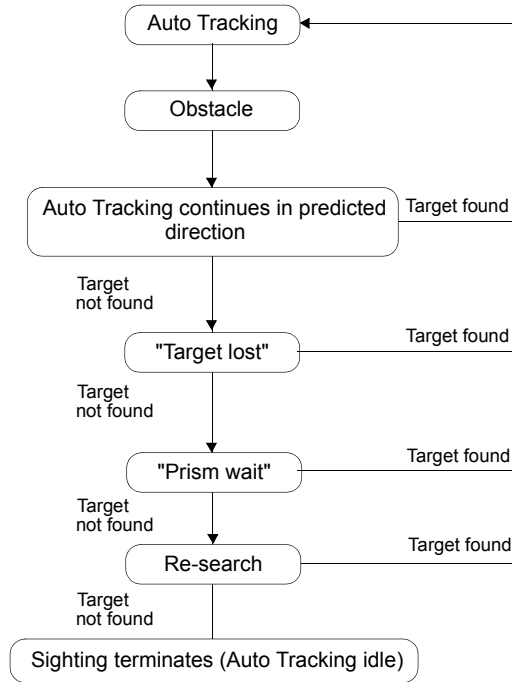 Auto Tracking
Obstacle
Auto Tracking continues in predicted
direction
Target found
Target
not found
"Target lost"
Target found
Target
not found
"Prism wait"
Target found
Target
not found
Re-search
Target found
Target
not found
Sighting terminates (Auto Tracking idle)